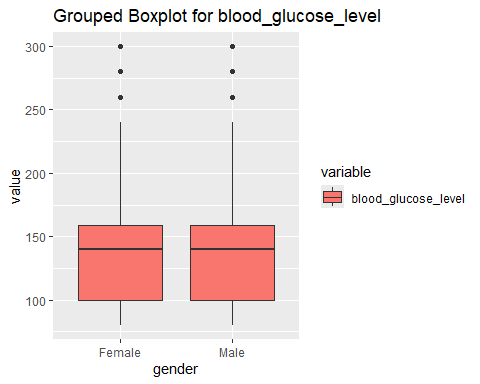 Grouped Boxplot for blood_glucose_level
300
250
200
150
100
value
Female
Male
gender
variable
blood_glucose_level